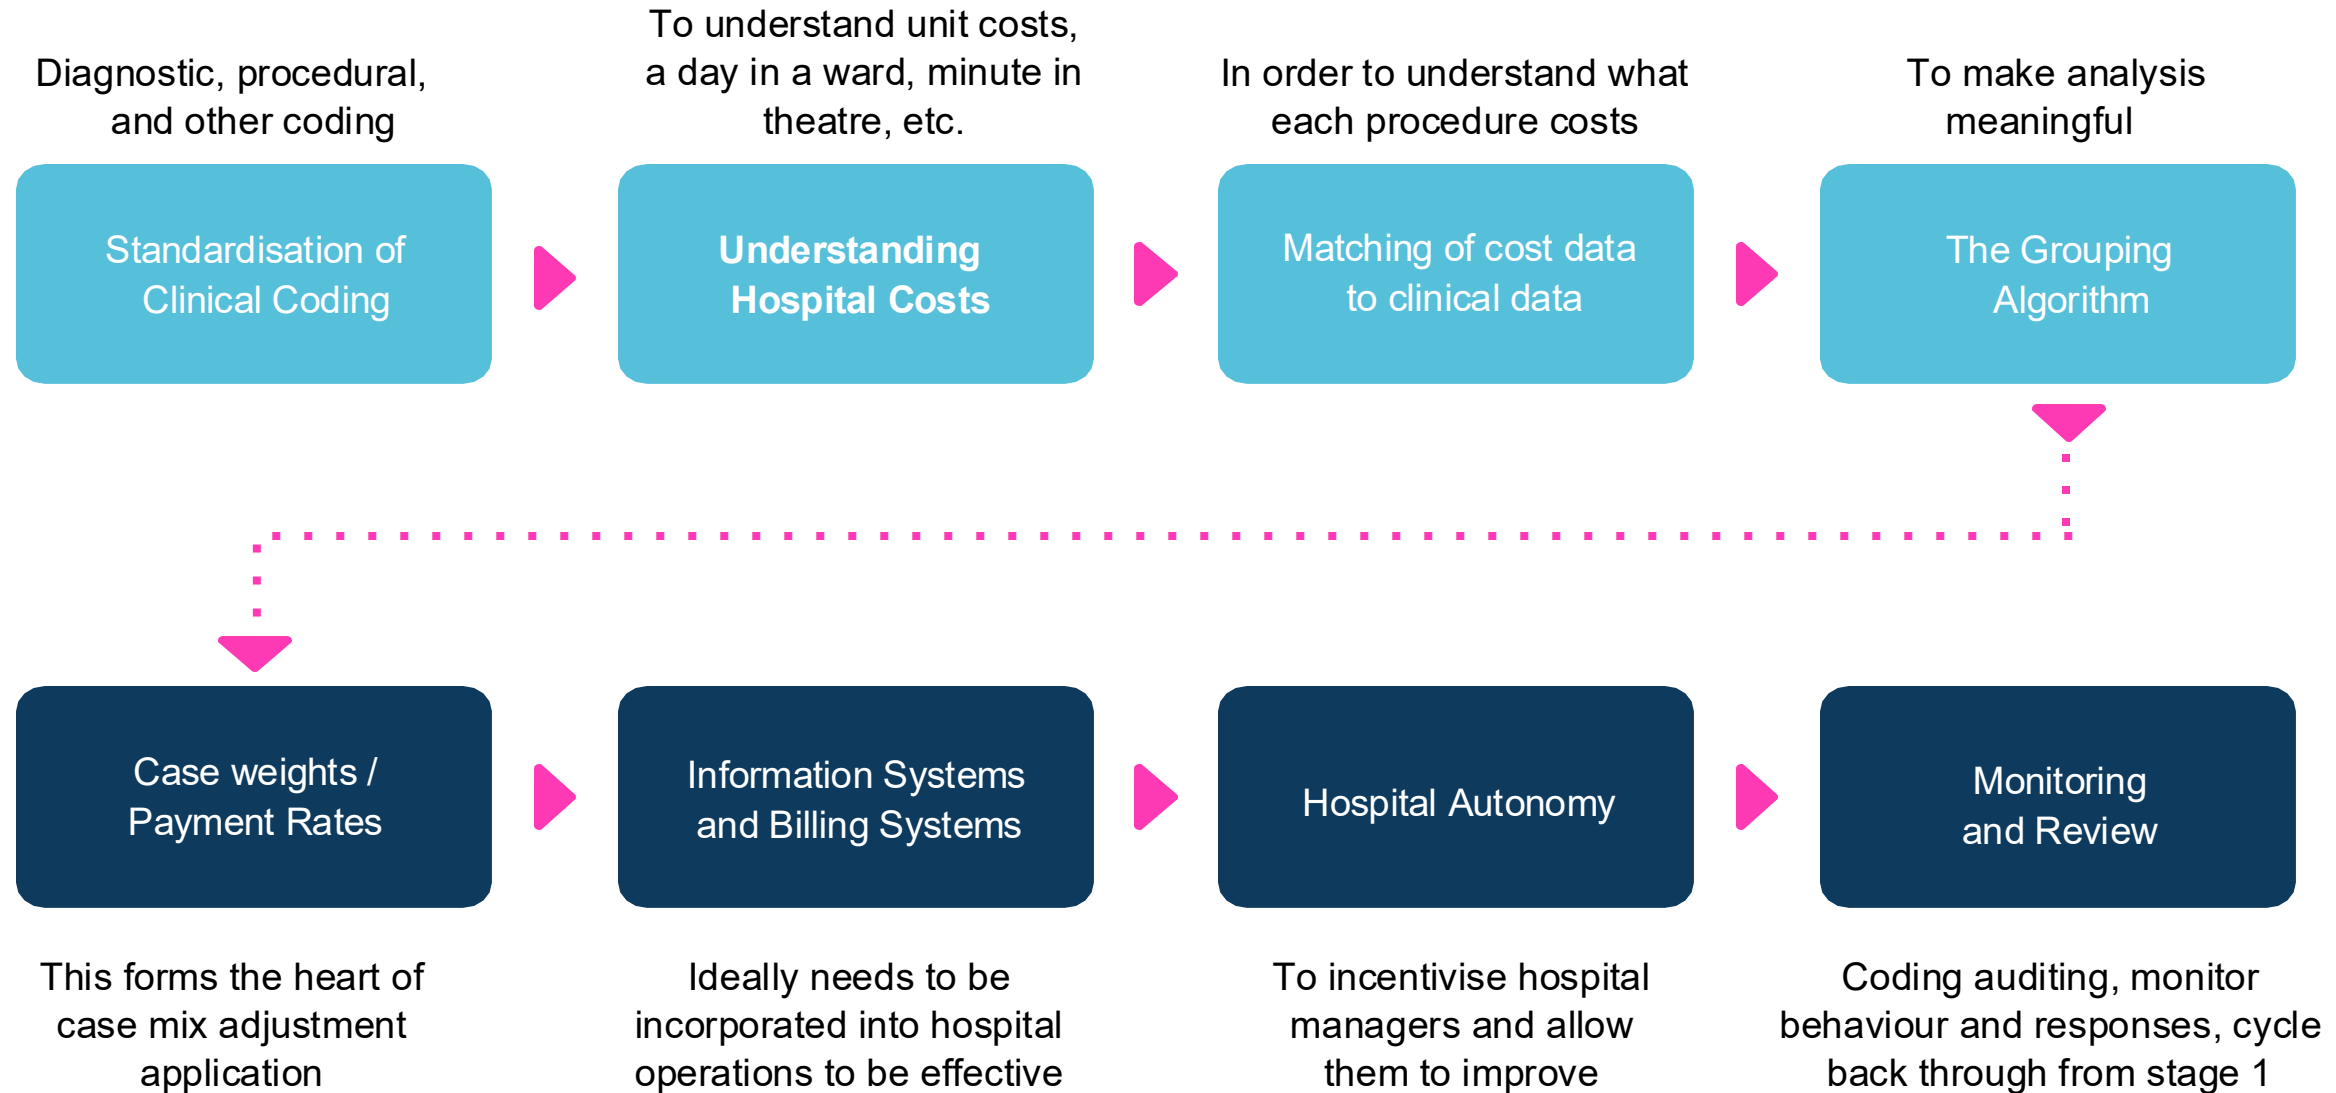 Diagnostic, procedural,
and other coding
To understand unit costs,
a day in a ward, minute in
theatre, etc.
In order to understand what
each procedure costs
To make analysis
meaningful
Standardisation of
Clinical Coding
Understanding
Hospital Costs
Matching of cost data
to clinical data
The Grouping
Algorithm
Case weights /
Payment Rates
Information Systems
and Billing Systems
Hospital Autonomy
Monitoring
and Review
This forms the heart of
case mix adjustment
application
Ideally needs to be
incorporated into hospital
operations to be effective
To incentivise hospital
managers and allow
them to improve
Coding auditing, monitor
behaviour and responses, cycle
back through from stage 1